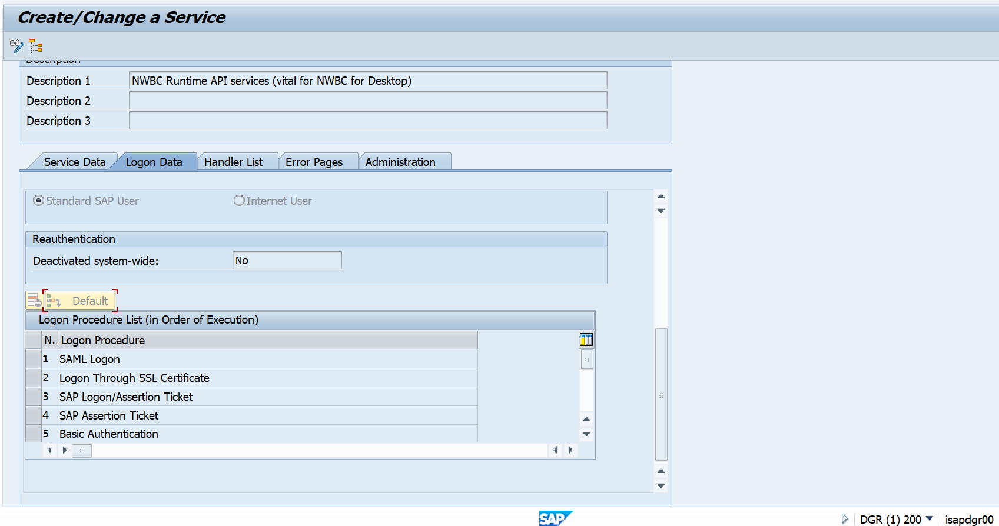 Create/Change a Service
Description
Description 1 NWBC Runtime API services (vital for NWBC for Desktop)
Description 2
Description 3
Service Data Logon Data Handler List Error Pages Administration
Standard SAP User Internet User
Reauthentication
Deactivated system-wide: No
Default
Logon Procedure List (in Order of Execution)
N.. Logon Procedure
1 SAML Logon
2 Logon Through SSL Certificate
3 SAP Logon/Assertion Ticket
4 SAP Assertion Ticket
5 Basic Authentication
SAP DGR (1) 200 isapdgr00